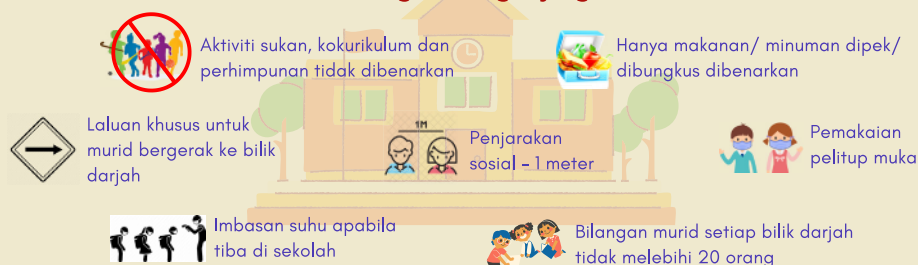 Aktiviti sukan, kokurikulum dan
perhimpunan tidak dibenarkan
Hanya makanan/ minuman dipek/
dibungkus dibenarkan
Laluan khusus untuk
murid bergerak ke bilik
darjah
1M
Penjarakan
sosial - 1 meter
Pemakaian
pelitup muka
Imbasan suhu apabila
tiba di sekolah
Bilangan murid setiap bilik darjah
tidak melebihi 20 orang